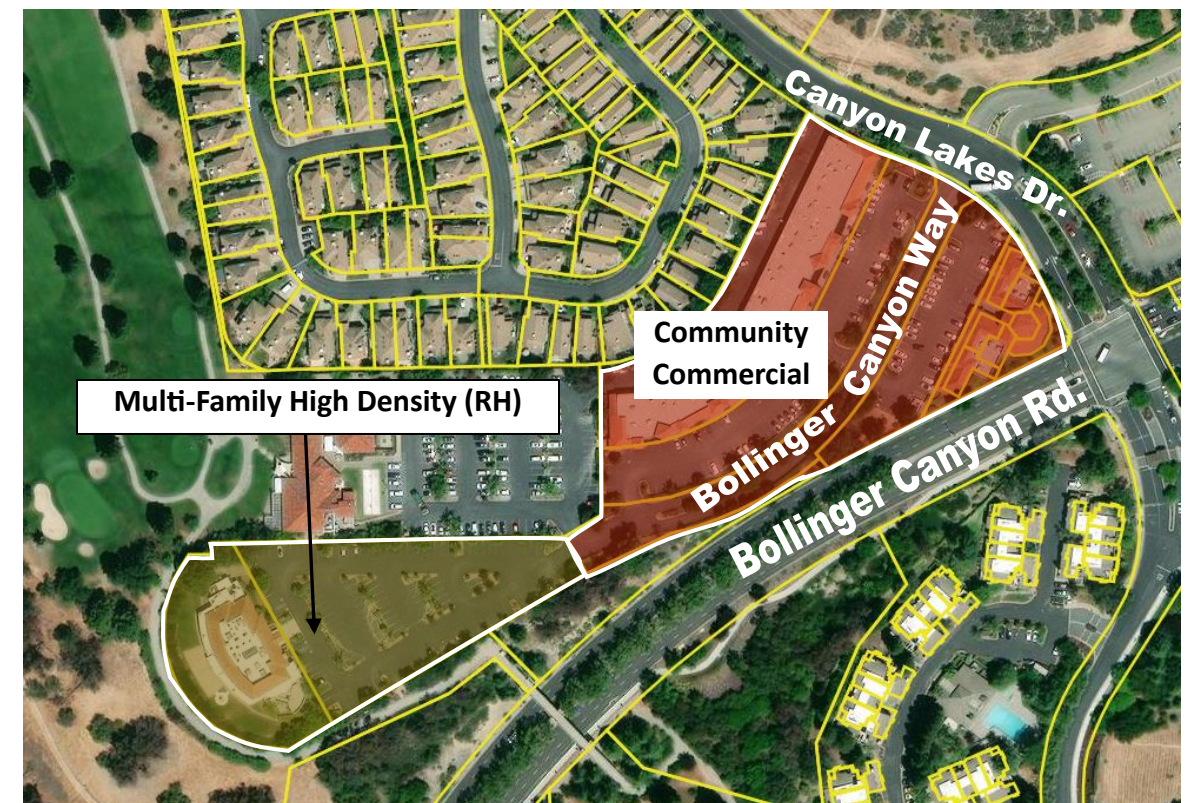 Canyon Lakes Dr.
Bollinger Canyon Way
Community
Commercial
Multi-Family High Density (RH)
Bollinger Canyon Rd.